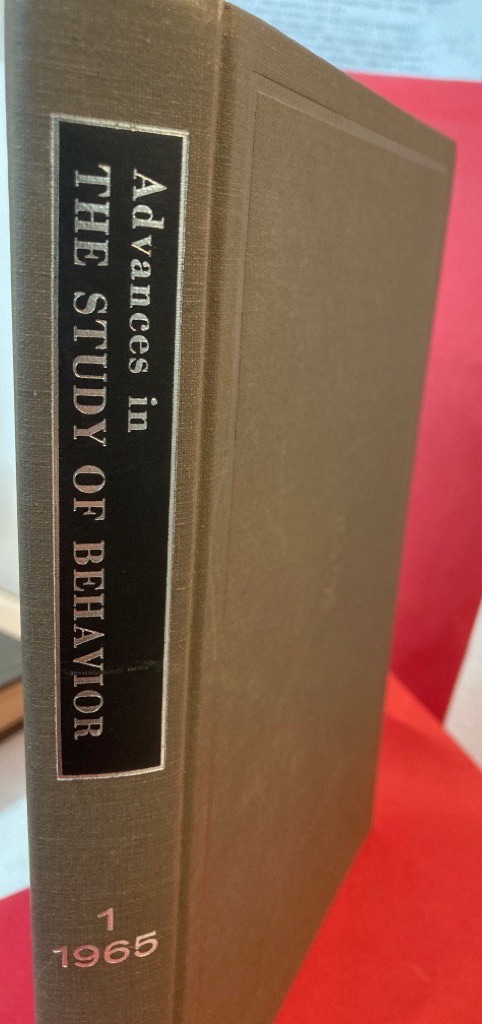 Advances in
THE STUDY OF BEHAVIOR
1
1965